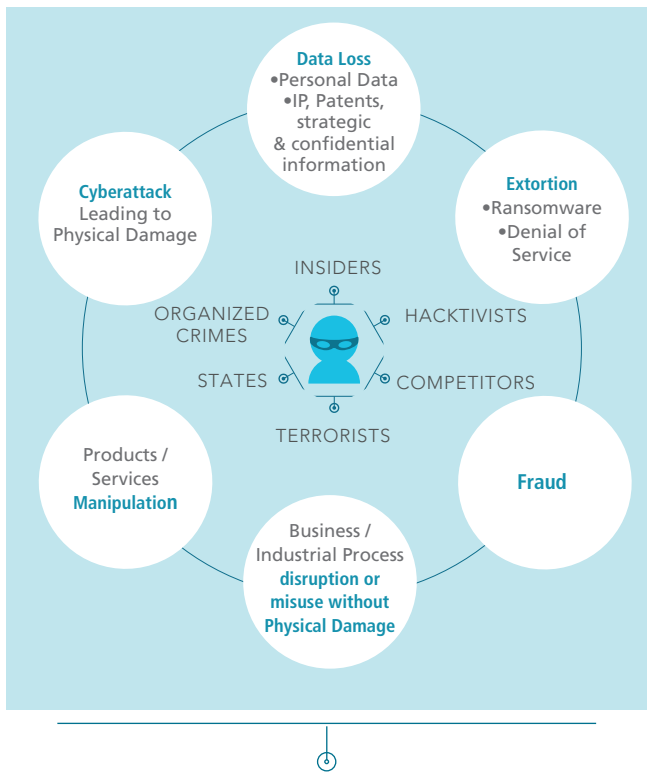 Data Loss
•Personal Data
•IP, Patents,
strategic
& confidential
information
Extortion
•Ransomware
•Denial of
Service
Fraud
Business /
Industrial Process
disruption or
misuse without
Physical Damage
Products /
Services
Manipulation
Cyberattack
Leading to
Physical Damage
INSIDERS
HACKTIVISTS
COMPETITORS
TERRORISTS
STATES
ORGANIZED
CRIMES